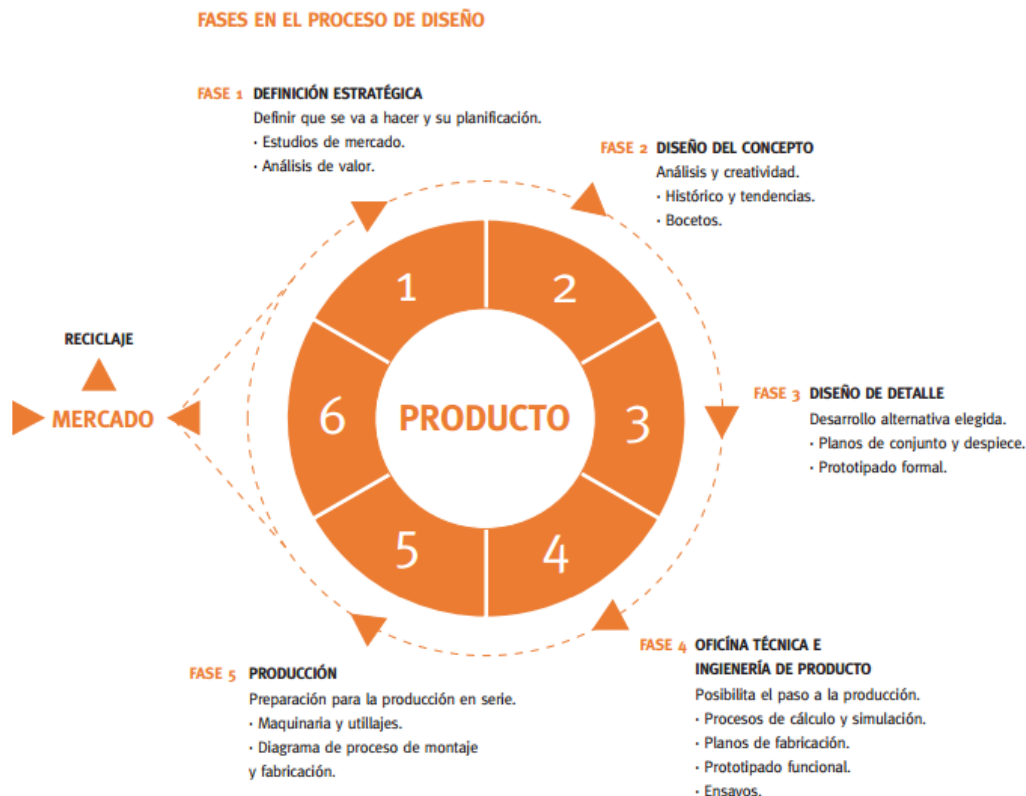 FASES EN EL PROCESO DE DISEÑO
FASE 1 DEFINICIÓN ESTRATÉGICA
Definir que se va a hacer y su planificación.
· Estudios de mercado.
· Análisis de valor.
FASE 2 DISEÑO DEL CONCEPTO
Análisis y creatividad.
· Histórico y tendencias.
· Bocetos.
1
2
RECICLAJE
MERCADO
6
PRODUCTO
3
FASE 3 DISEÑO DE DETALLE
Desarrollo alternativa elegida.
· Planos de conjunto y despiece.
· Prototipado formal.
5
4
FASE 4 OFICÍNA TÉCNICA E
INGIENERÍA DE PRODUCTO
Posibilita el paso a la producción.
· Procesos de cálculo y simulación.
· Planos de fabricación.
· Prototipado funcional.
· Ensayos.
FASE 5 PRODUCCIÓN
Preparación para la producción en serie.
· Maquinaria y utillajes.
· Diagrama de proceso de montaje
y fabricación.